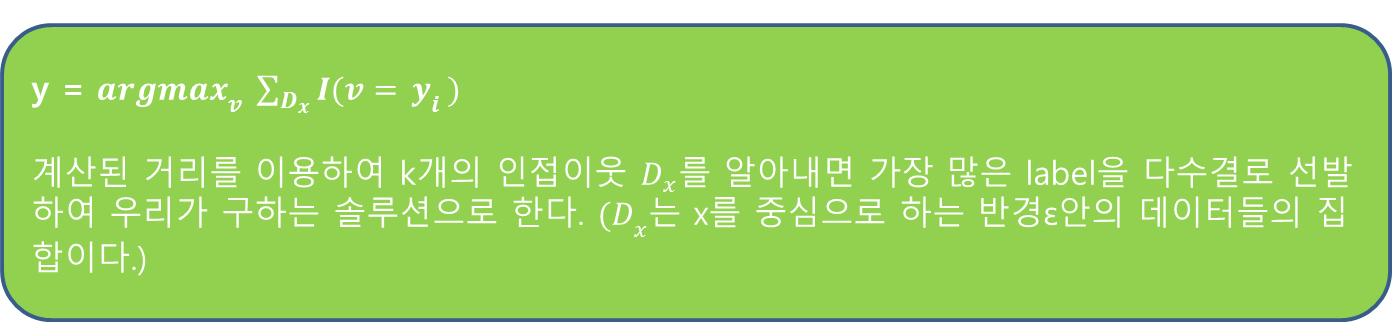 y = argmax_v ∑_{D_x} I(v = y_i)
계산된 거리를 이용하여 k개의 인접이웃 D_x를 알아내면 가장 많은 label을 다수결로 선발
하여 우리가 구하는 솔루션으로 한다. (D_x는 x를 중심으로 하는 반경ε안의 데이터들의 집
합이다.)